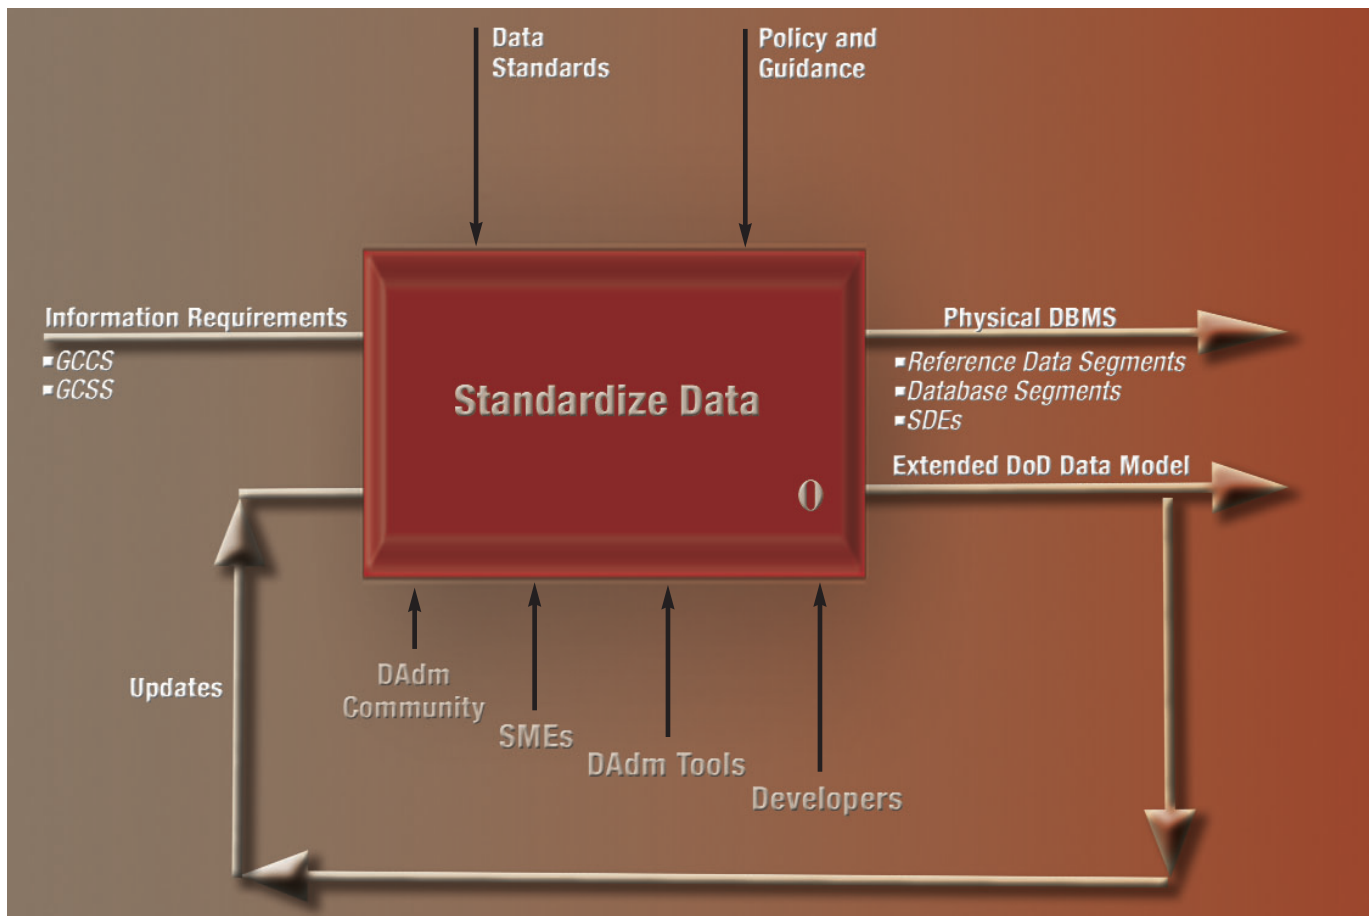 Data
Standards
Policy and
Guidance
Information Requirements
GCCS
GCSS
Physical DBMS
Reference Data Segments
Database Segments
SDEs
Standardize Data
Extended DoD Data Model
0
Updates
DAdm
Community
SMEs
DAdm Tools
Developers